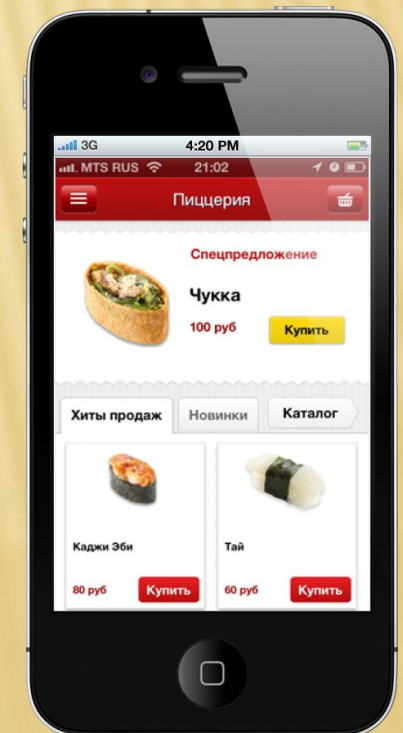 3G 4:20 PM
MTS RUS 21:02
Пиццерия
Спецпредложение
Чукка
100 руб Купить
Хиты продаж Новинки Каталог
Каджи Эби Тай
80 руб Купить 60 руб Купить